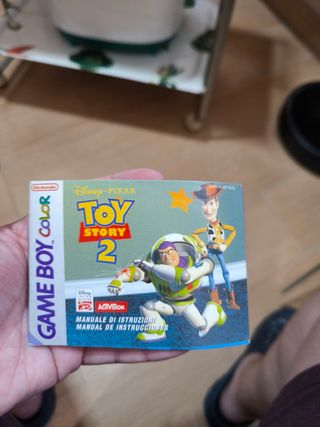 Nintendo
GAME BOY COLOR
Disney • PIXAR
TOY
STORY
2
ACTIVISION
MANUALE DI ISTRUZIONI
MANUAL DE INSTRUCCIONES